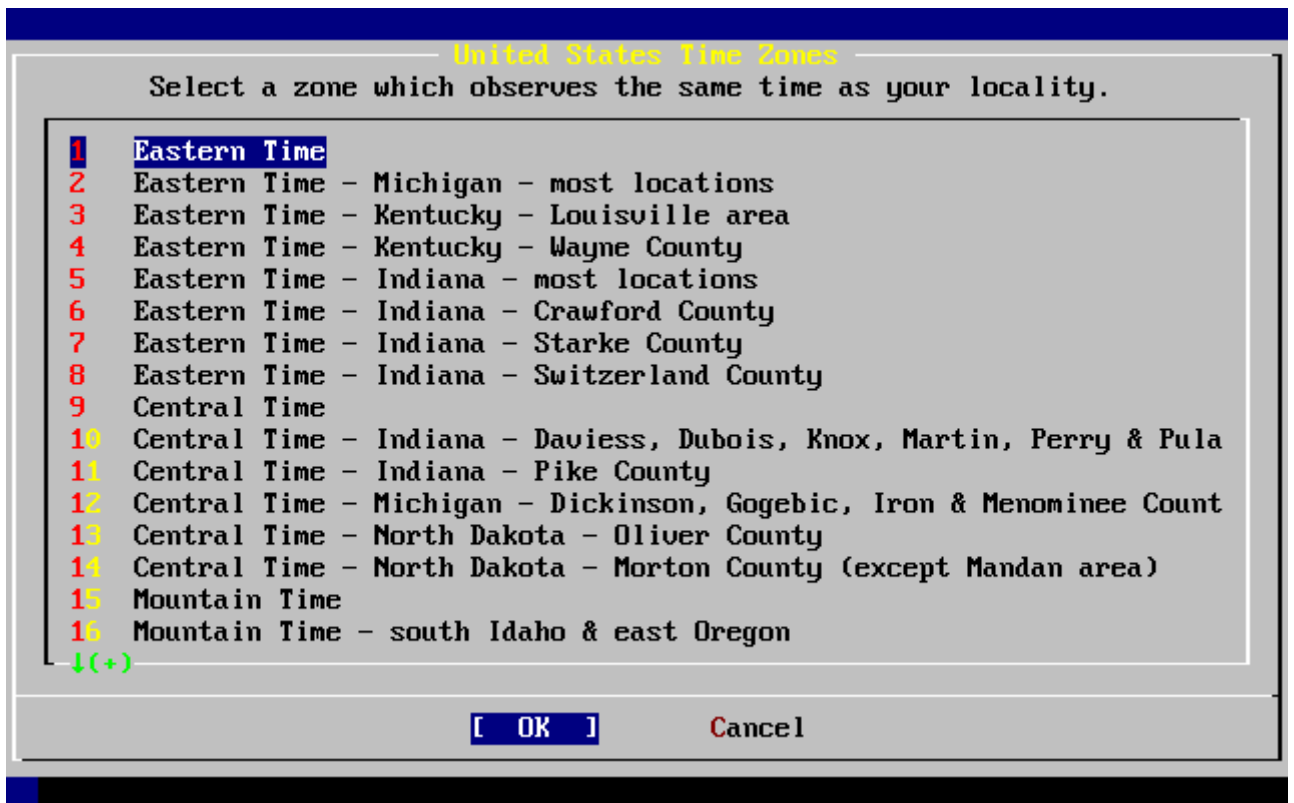 United States Time Zones
Select a zone which observes the same time as your locality.
1 Eastern Time
2 Eastern Time - Michigan - most locations
3 Eastern Time - Kentucky - Louisville area
4 Eastern Time - Kentucky - Wayne County
5 Eastern Time - Indiana - most locations
6 Eastern Time - Indiana - Crawford County
7 Eastern Time - Indiana - Starke County
8 Eastern Time - Indiana - Switzerland County
9 Central Time
10 Central Time - Indiana - Daviess, Dubois, Knox, Martin, Perry & Pula
11 Central Time - Indiana - Pike County
12 Central Time - Michigan - Dickinson, Gogebic, Iron & Menominee Count
13 Central Time - North Dakota - Oliver County
14 Central Time - North Dakota - Morton County (except Mandan area)
15 Mountain Time
16 Mountain Time - south Idaho & east Oregon
↓(+)
[ OK ] Cancel